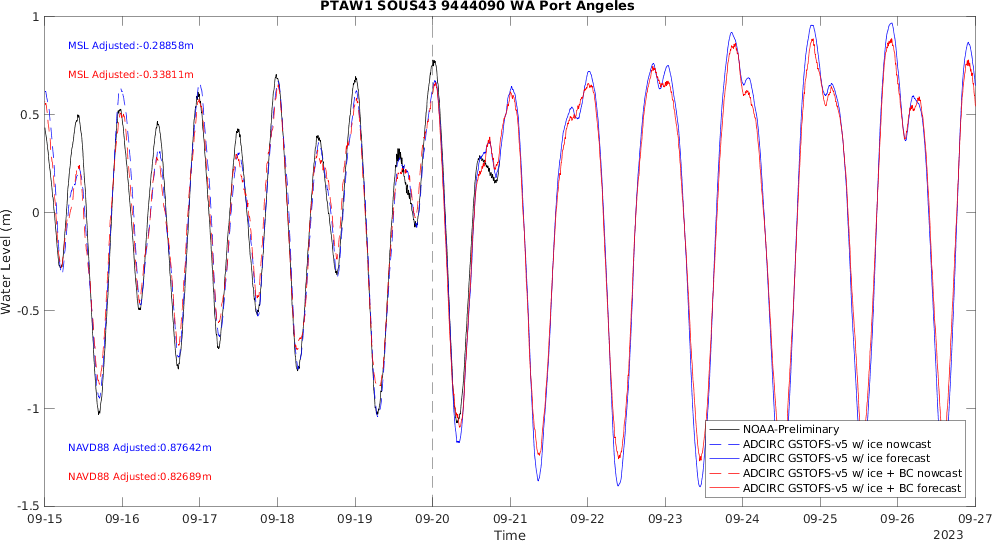 PTAW1 SOUS43 9444090 WA Port Angeles
MSL Adjusted:-0.28858m
MSL Adjusted:-0.33811m
NAVD88 Adjusted:0.87642m
NAVD88 Adjusted:0.82689m
Water Level (m)
1
0.5
0
-0.5
-1
-1.5
NOAA-Preliminary
ADCIRC GSTOFS-v5 w/ ice nowcast
ADCIRC GSTOFS-v5 w/ ice forecast
ADCIRC GSTOFS-v5 w/ ice + BC nowcast
ADCIRC GSTOFS-v5 w/ ice + BC forecast
09-15 09-16 09-17 09-18 09-19 09-20 09-21 09-22 09-23 09-24 09-25 09-26 09-27
Time
2023